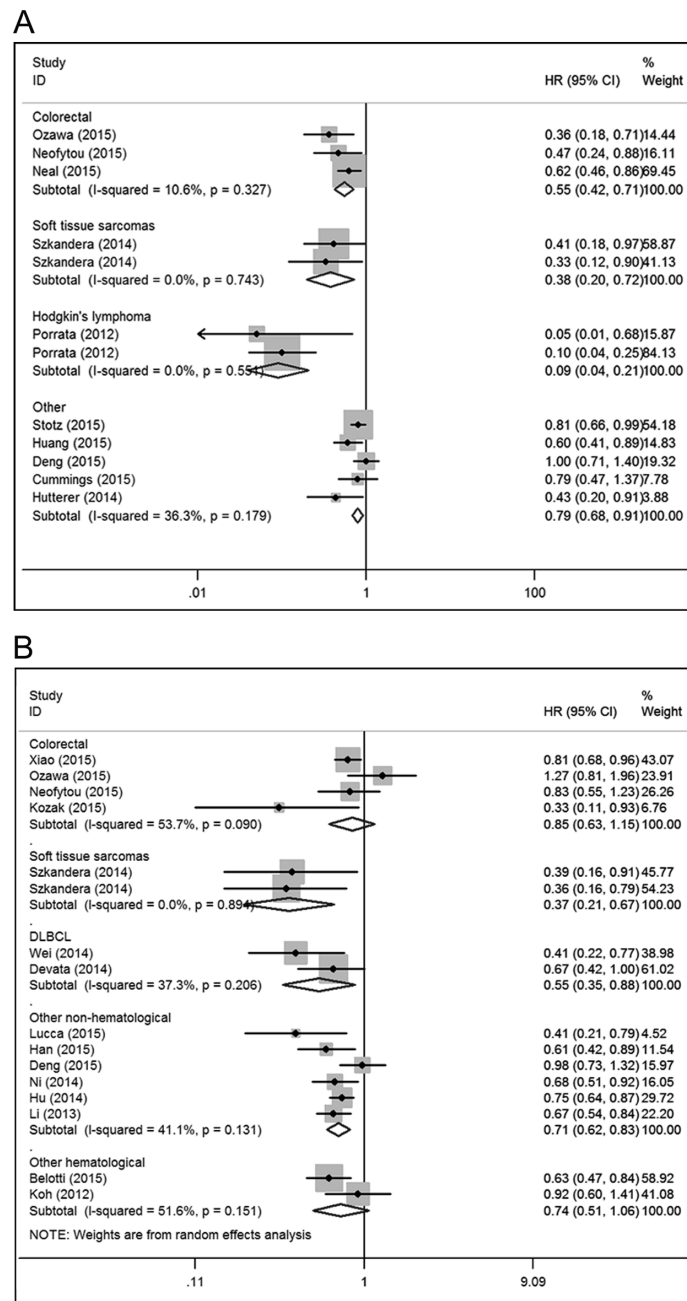 A
Study %
ID HR (95% CI) Weight
Colorectal
Ozawa (2015) 0.36 (0.18, 0.71)14.44
Neofytou (2015) 0.47 (0.24, 0.88)16.11
Neal (2015) 0.62 (0.46, 0.86)69.45
Subtotal (I-squared = 10.6%, p = 0.327) 0.55 (0.42, 0.71)100.00
Soft tissue sarcomas
Szkandera (2014) 0.41 (0.18, 0.97)58.87
Szkandera (2014) 0.33 (0.12, 0.90)41.13
Subtotal (I-squared = 0.0%, p = 0.743) 0.38 (0.20, 0.72)100.00
Hodgkin's lymphoma
Porrata (2012) 0.05 (0.01, 0.68)15.87
Porrata (2012) 0.10 (0.04, 0.25)84.13
Subtotal (I-squared = 0.0%, p = 0.551) 0.09 (0.04, 0.21)100.00
Other
Stotz (2015) 0.81 (0.66, 0.99)54.18
Huang (2015) 0.60 (0.41, 0.89)14.83
Deng (2015) 1.00 (0.71, 1.40)19.32
Cummings (2015) 0.79 (0.47, 1.37)7.78
Hutterer (2014) 0.43 (0.20, 0.91)3.88
Subtotal (I-squared = 36.3%, p = 0.179) 0.79 (0.68, 0.91)100.00
.01 1 100
B
Study %
ID HR (95% CI) Weight
Colorectal
Xiao (2015) 0.81 (0.68, 0.96) 43.07
Ozawa (2015) 1.27 (0.81, 1.96) 23.91
Neofytou (2015) 0.83 (0.55, 1.23) 26.26
Kozak (2015) 0.33 (0.11, 0.93) 6.76
Subtotal (I-squared = 53.7%, p = 0.090) 0.85 (0.63, 1.15) 100.00
.
Soft tissue sarcomas
Szkandera (2014) 0.39 (0.16, 0.91) 45.77
Szkandera (2014) 0.36 (0.16, 0.79) 54.23
Subtotal (I-squared = 0.0%, p = 0.894) 0.37 (0.21, 0.67) 100.00
.
DLBCL
Wei (2014) 0.41 (0.22, 0.77) 38.98
Devata (2014) 0.67 (0.42, 1.00) 61.02
Subtotal (I-squared = 37.3%, p = 0.206) 0.55 (0.35, 0.88) 100.00
.
Other non-hematological
Lucca (2015) 0.41 (0.21, 0.79) 4.52
Han (2015) 0.61 (0.42, 0.89) 11.54
Deng (2015) 0.98 (0.73, 1.32) 15.97
Ni (2014) 0.68 (0.51, 0.92) 16.05
Hu (2014) 0.75 (0.64, 0.87) 29.72
Li (2013) 0.67 (0.54, 0.84) 22.20
Subtotal (I-squared = 41.1%, p = 0.131) 0.71 (0.62, 0.83) 100.00
.
Other hematological
Belotti (2015) 0.63 (0.47, 0.84) 58.92
Koh (2012) 0.92 (0.60, 1.41) 41.08
Subtotal (I-squared = 51.6%, p = 0.151) 0.74 (0.51, 1.06) 100.00
NOTE: Weights are from random effects analysis
.11 1 9.09